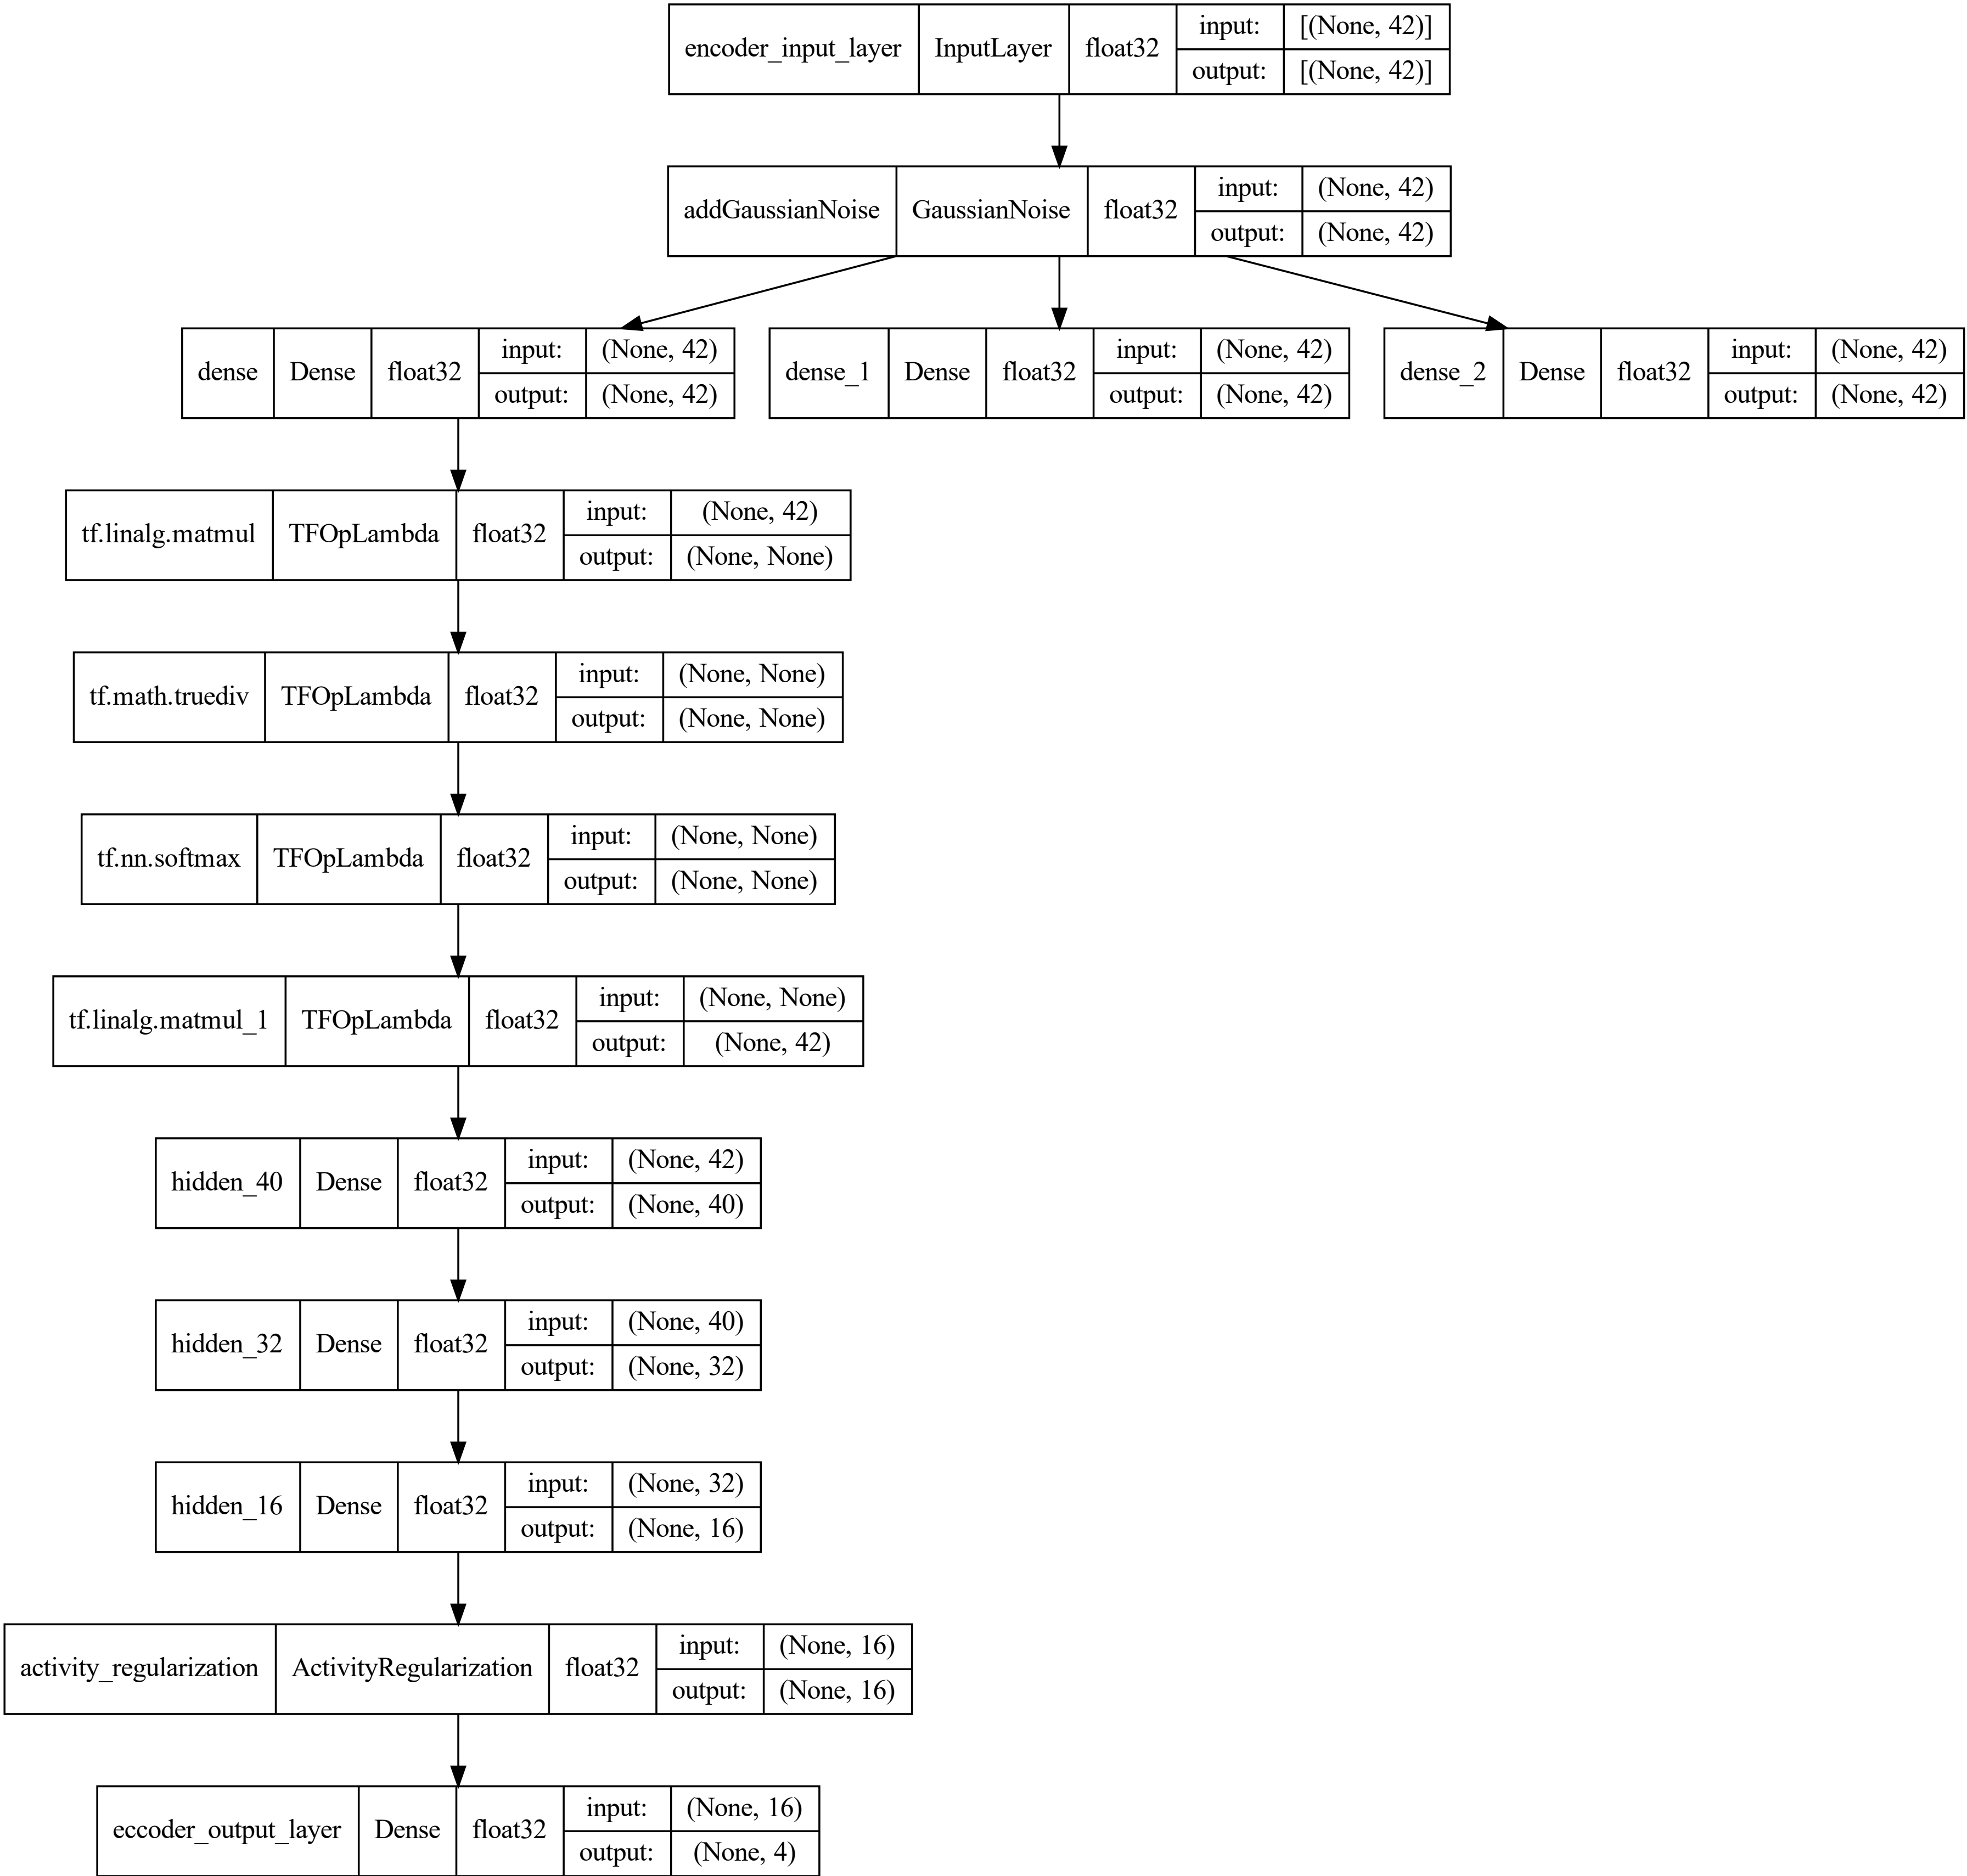 encoder_input_layer InputLayer float32 input: [(None, 42)]
output: [(None, 42)]
addGaussianNoise GaussianNoise float32 input: (None, 42)
output: (None, 42)
dense Dense float32 input: (None, 42)
output: (None, 42)
dense_1 Dense float32 input: (None, 42)
output: (None, 42)
dense_2 Dense float32 input: (None, 42)
output: (None, 42)
tf.linalg.matmul TFOpLambda float32 input: (None, 42)
output: (None, None)
tf.math.truediv TFOpLambda float32 input: (None, None)
output: (None, None)
tf.nn.softmax TFOpLambda float32 input: (None, None)
output: (None, None)
tf.linalg.matmul_1 TFOpLambda float32 input: (None, None)
output: (None, 42)
hidden_40 Dense float32 input: (None, 42)
output: (None, 40)
hidden_32 Dense float32 input: (None, 40)
output: (None, 32)
hidden_16 Dense float32 input: (None, 32)
output: (None, 16)
activity_regularization ActivityRegularization float32 input: (None, 16)
output: (None, 16)
eccoder_output_layer Dense float32 input: (None, 16)
output: (None, 4)